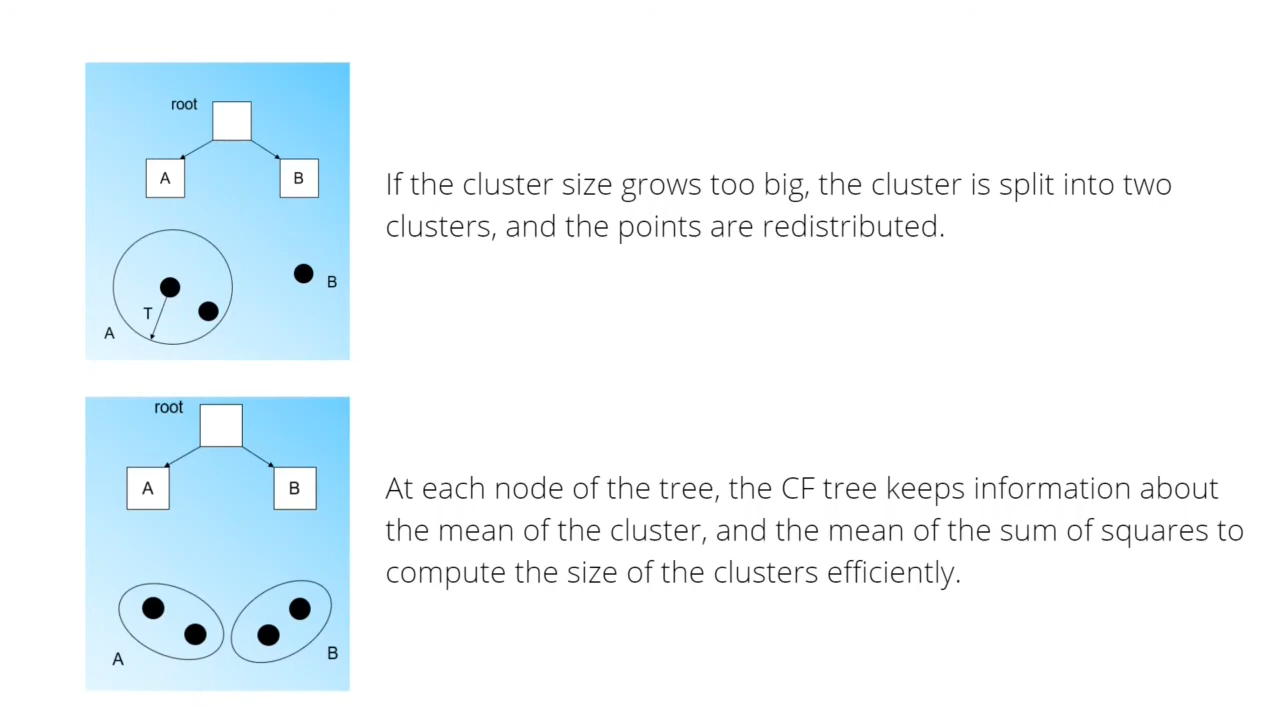 root
A
B
If the cluster size grows too big, the cluster is split into two
clusters, and the points are redistributed.
B
T
A
root
A
B
At each node of the tree, the CF tree keeps information about
the mean of the cluster, and the mean of the sum of squares to
compute the size of the clusters efficiently.
A
B